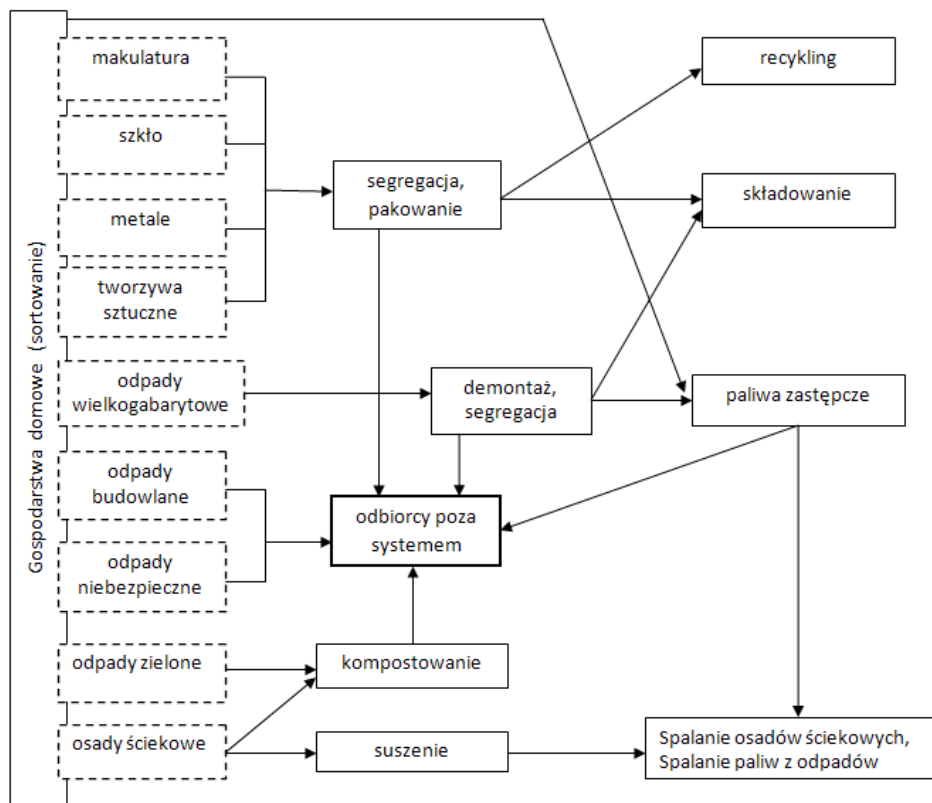 Gospodarstwa domowe (sortowanie)
makulatura
szkło
metale
tworzywa
sztuczne
odpady
wielkogabarytowe
odpady
budowlane
odpady
niebezpieczne
odpady zielone
osady ściekowe
segregacja,
pakowanie
demontaż,
segregacja
odbiorcy poza
systemem
kompostowanie
suszenie
recykling
składowanie
paliwa zastępcze
Spalanie osadów ściekowych,
Spalanie paliw z odpadów